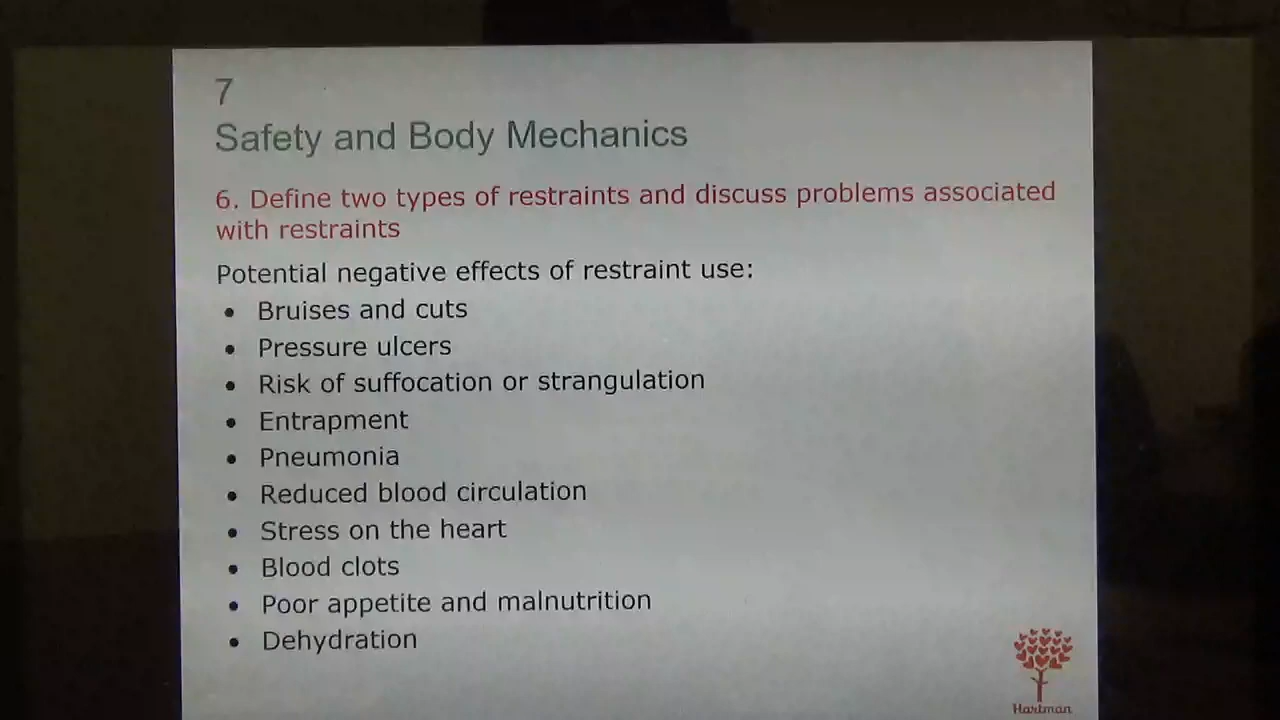 7
Safety and Body Mechanics
6. Define two types of restraints and discuss problems associated
with restraints
Potential negative effects of restraint use:
• Bruises and cuts
• Pressure ulcers
• Risk of suffocation or strangulation
• Entrapment
• Pneumonia
• Reduced blood circulation
• Stress on the heart
• Blood clots
• Poor appetite and malnutrition
• Dehydration
Hartman